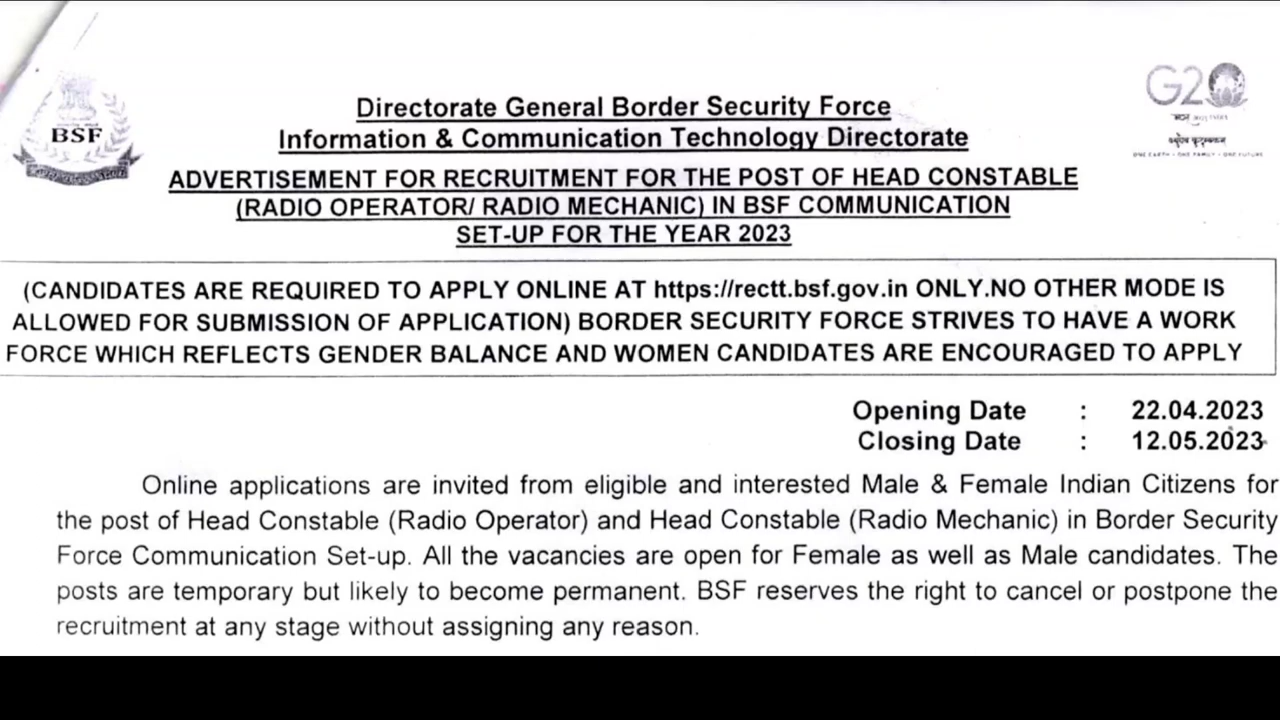 BSF
G20
ONE EARTH • ONE FAMILY • ONE FUTURE
Directorate General Border Security Force
Information & Communication Technology Directorate
ADVERTISEMENT FOR RECRUITMENT FOR THE POST OF HEAD CONSTABLE
(RADIO OPERATOR/ RADIO MECHANIC) IN BSF COMMUNICATION
SET-UP FOR THE YEAR 2023
(CANDIDATES ARE REQUIRED TO APPLY ONLINE AT https://rectt.bsf.gov.in ONLY.NO OTHER MODE IS
ALLOWED FOR SUBMISSION OF APPLICATION) BORDER SECURITY FORCE STRIVES TO HAVE A WORK
FORCE WHICH REFLECTS GENDER BALANCE AND WOMEN CANDIDATES ARE ENCOURAGED TO APPLY
Opening Date : 22.04.2023
Closing Date : 12.05.2023
Online applications are invited from eligible and interested Male & Female Indian Citizens for
the post of Head Constable (Radio Operator) and Head Constable (Radio Mechanic) in Border Security
Force Communication Set-up. All the vacancies are open for Female as well as Male candidates. The
posts are temporary but likely to become permanent. BSF reserves the right to cancel or postpone the
recruitment at any stage without assigning any reason.